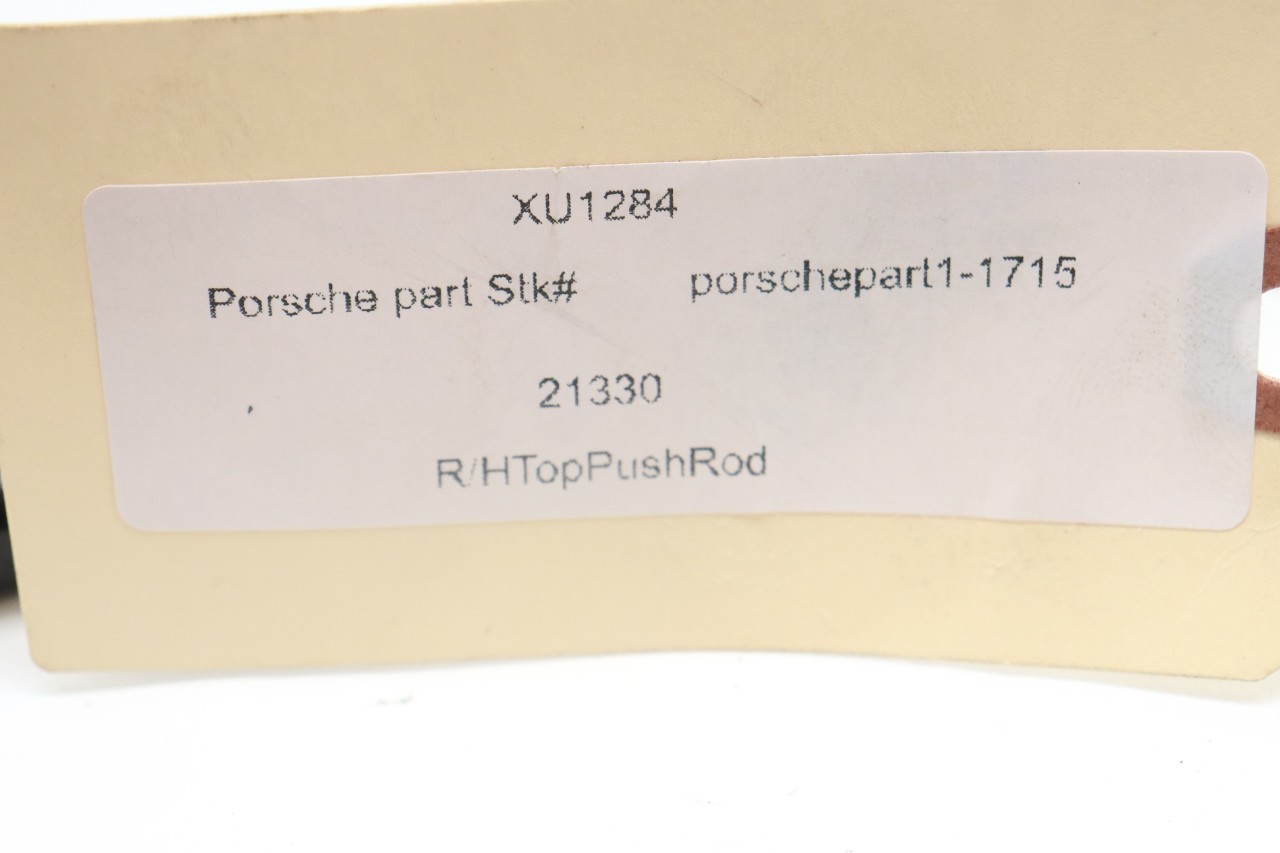 XU1284
Porsche part Stk# porschepart1-1715
21330
R/HTopPushRod